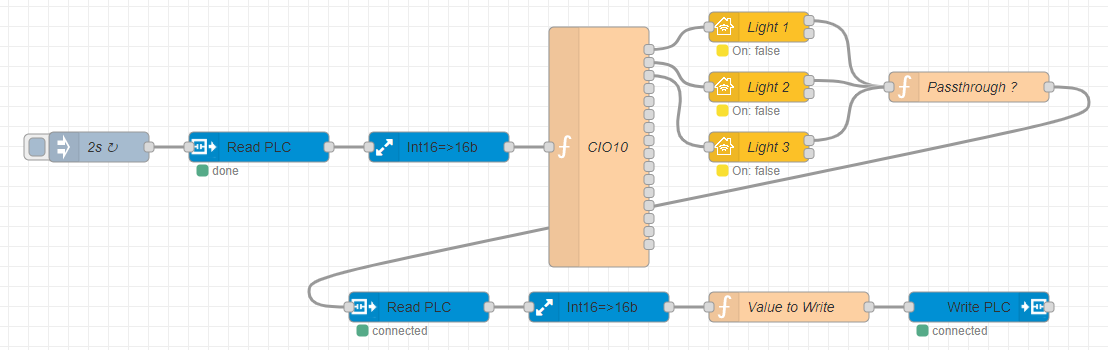 Light 1
On: false
Light 2
Passthrough ?
On: false
2s ↻
Read PLC
Int16=>16b
CIO10
Light 3
done
On: false
Read PLC
Int16=>16b
Value to Write
Write PLC
connected
connected